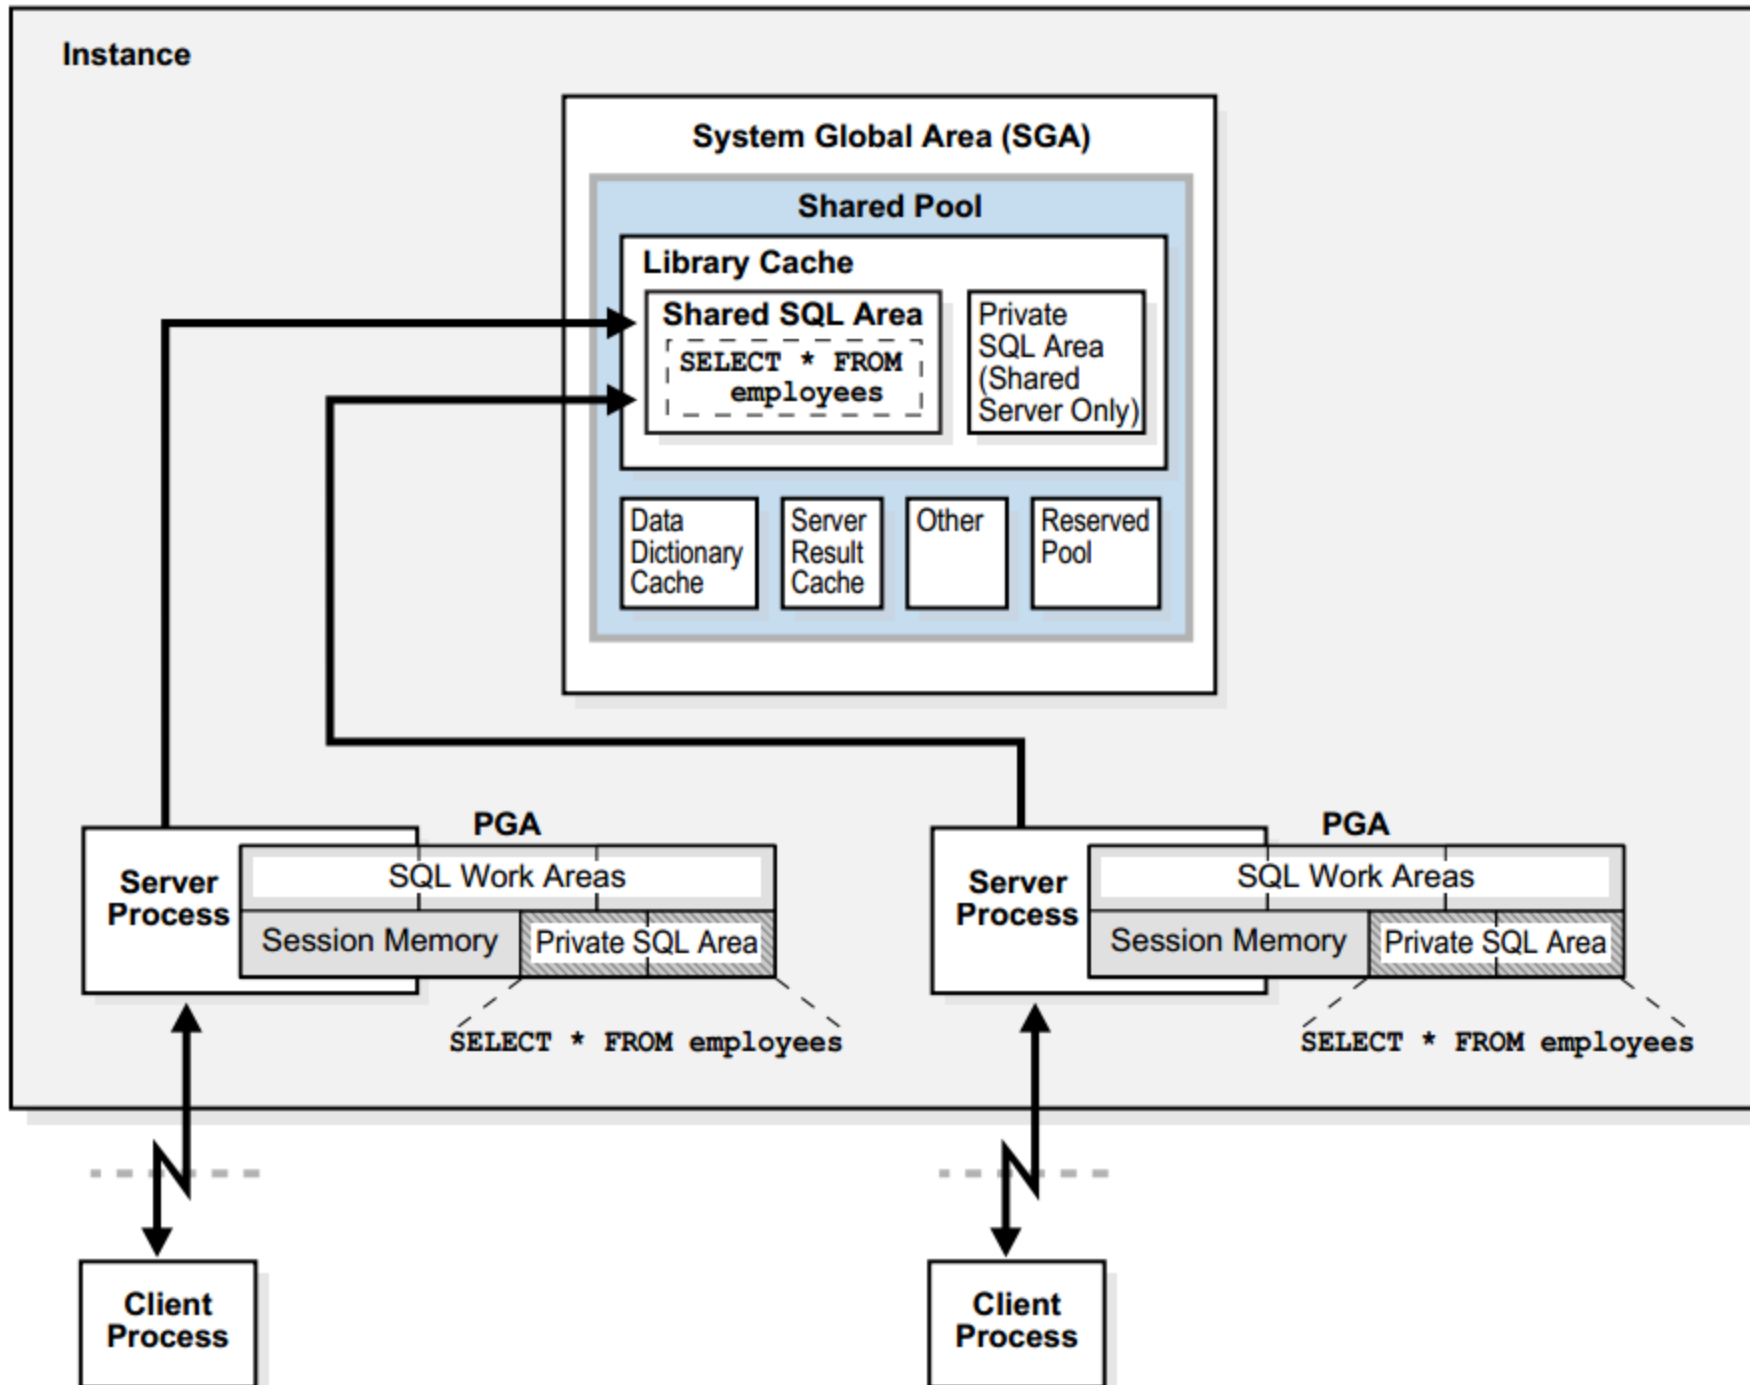 Instance
System Global Area (SGA)
Shared Pool
Library Cache
Shared SQL Area
SELECT * FROM
employees
Private
SQL Area
(Shared
Server Only)
Data
Dictionary
Cache
Server
Result
Cache
Other
Reserved
Pool
PGA
Server
Process
SQL Work Areas
Session Memory
Private SQL Area
SELECT * FROM employees
PGA
Server
Process
SQL Work Areas
Session Memory
Private SQL Area
SELECT * FROM employees
Client
Process
Client
Process